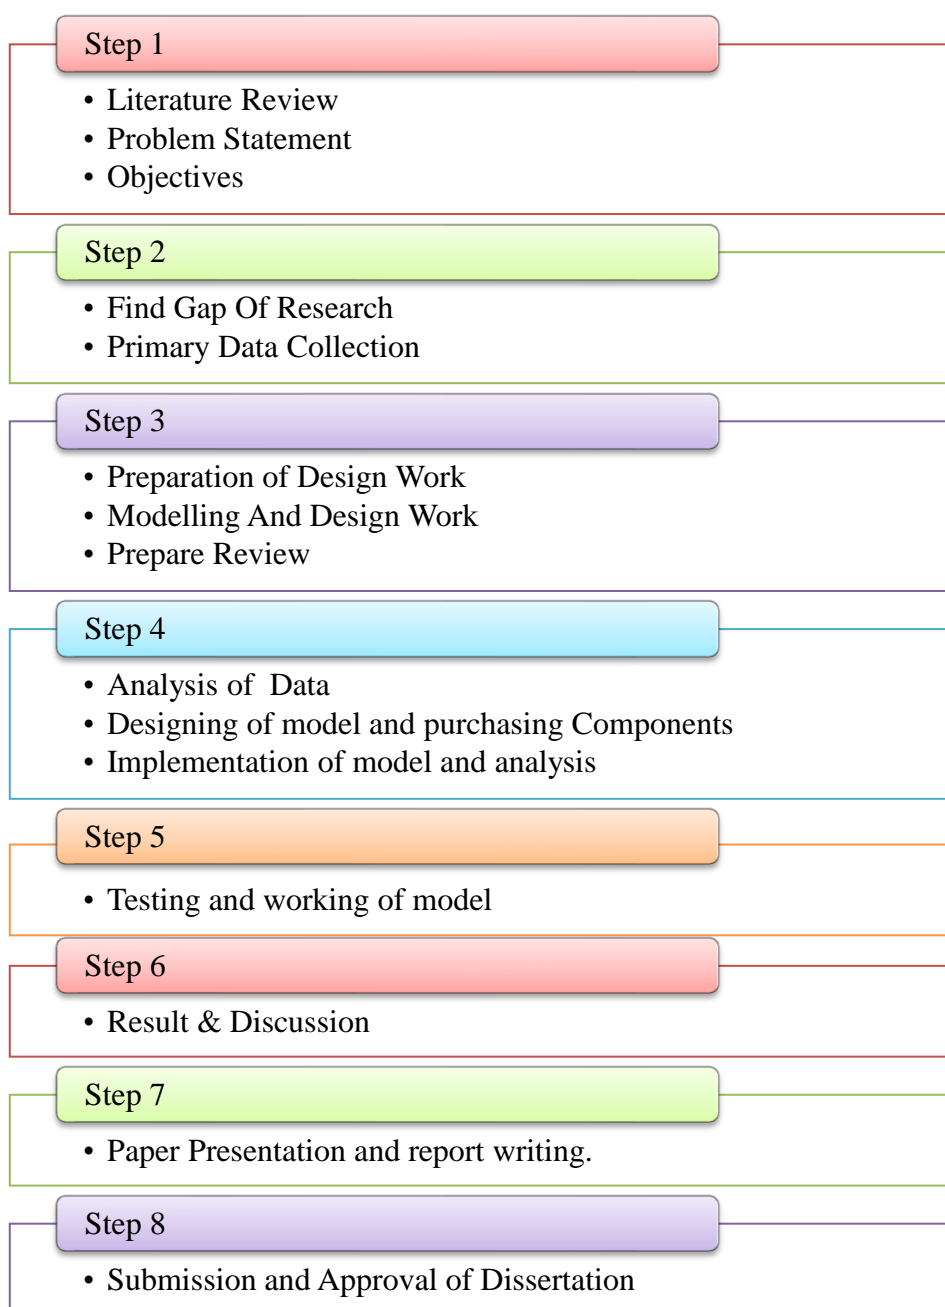 Step 1
• Literature Review
• Problem Statement
• Objectives
Step 2
• Find Gap Of Research
• Primary Data Collection
Step 3
• Preparation of Design Work
• Modelling And Design Work
• Prepare Review
Step 4
• Analysis of  Data
• Designing of model and purchasing Components
• Implementation of model and analysis
Step 5
• Testing and working of model
Step 6
• Result & Discussion
Step 7
• Paper Presentation and report writing.
Step 8
• Submission and Approval of Dissertation